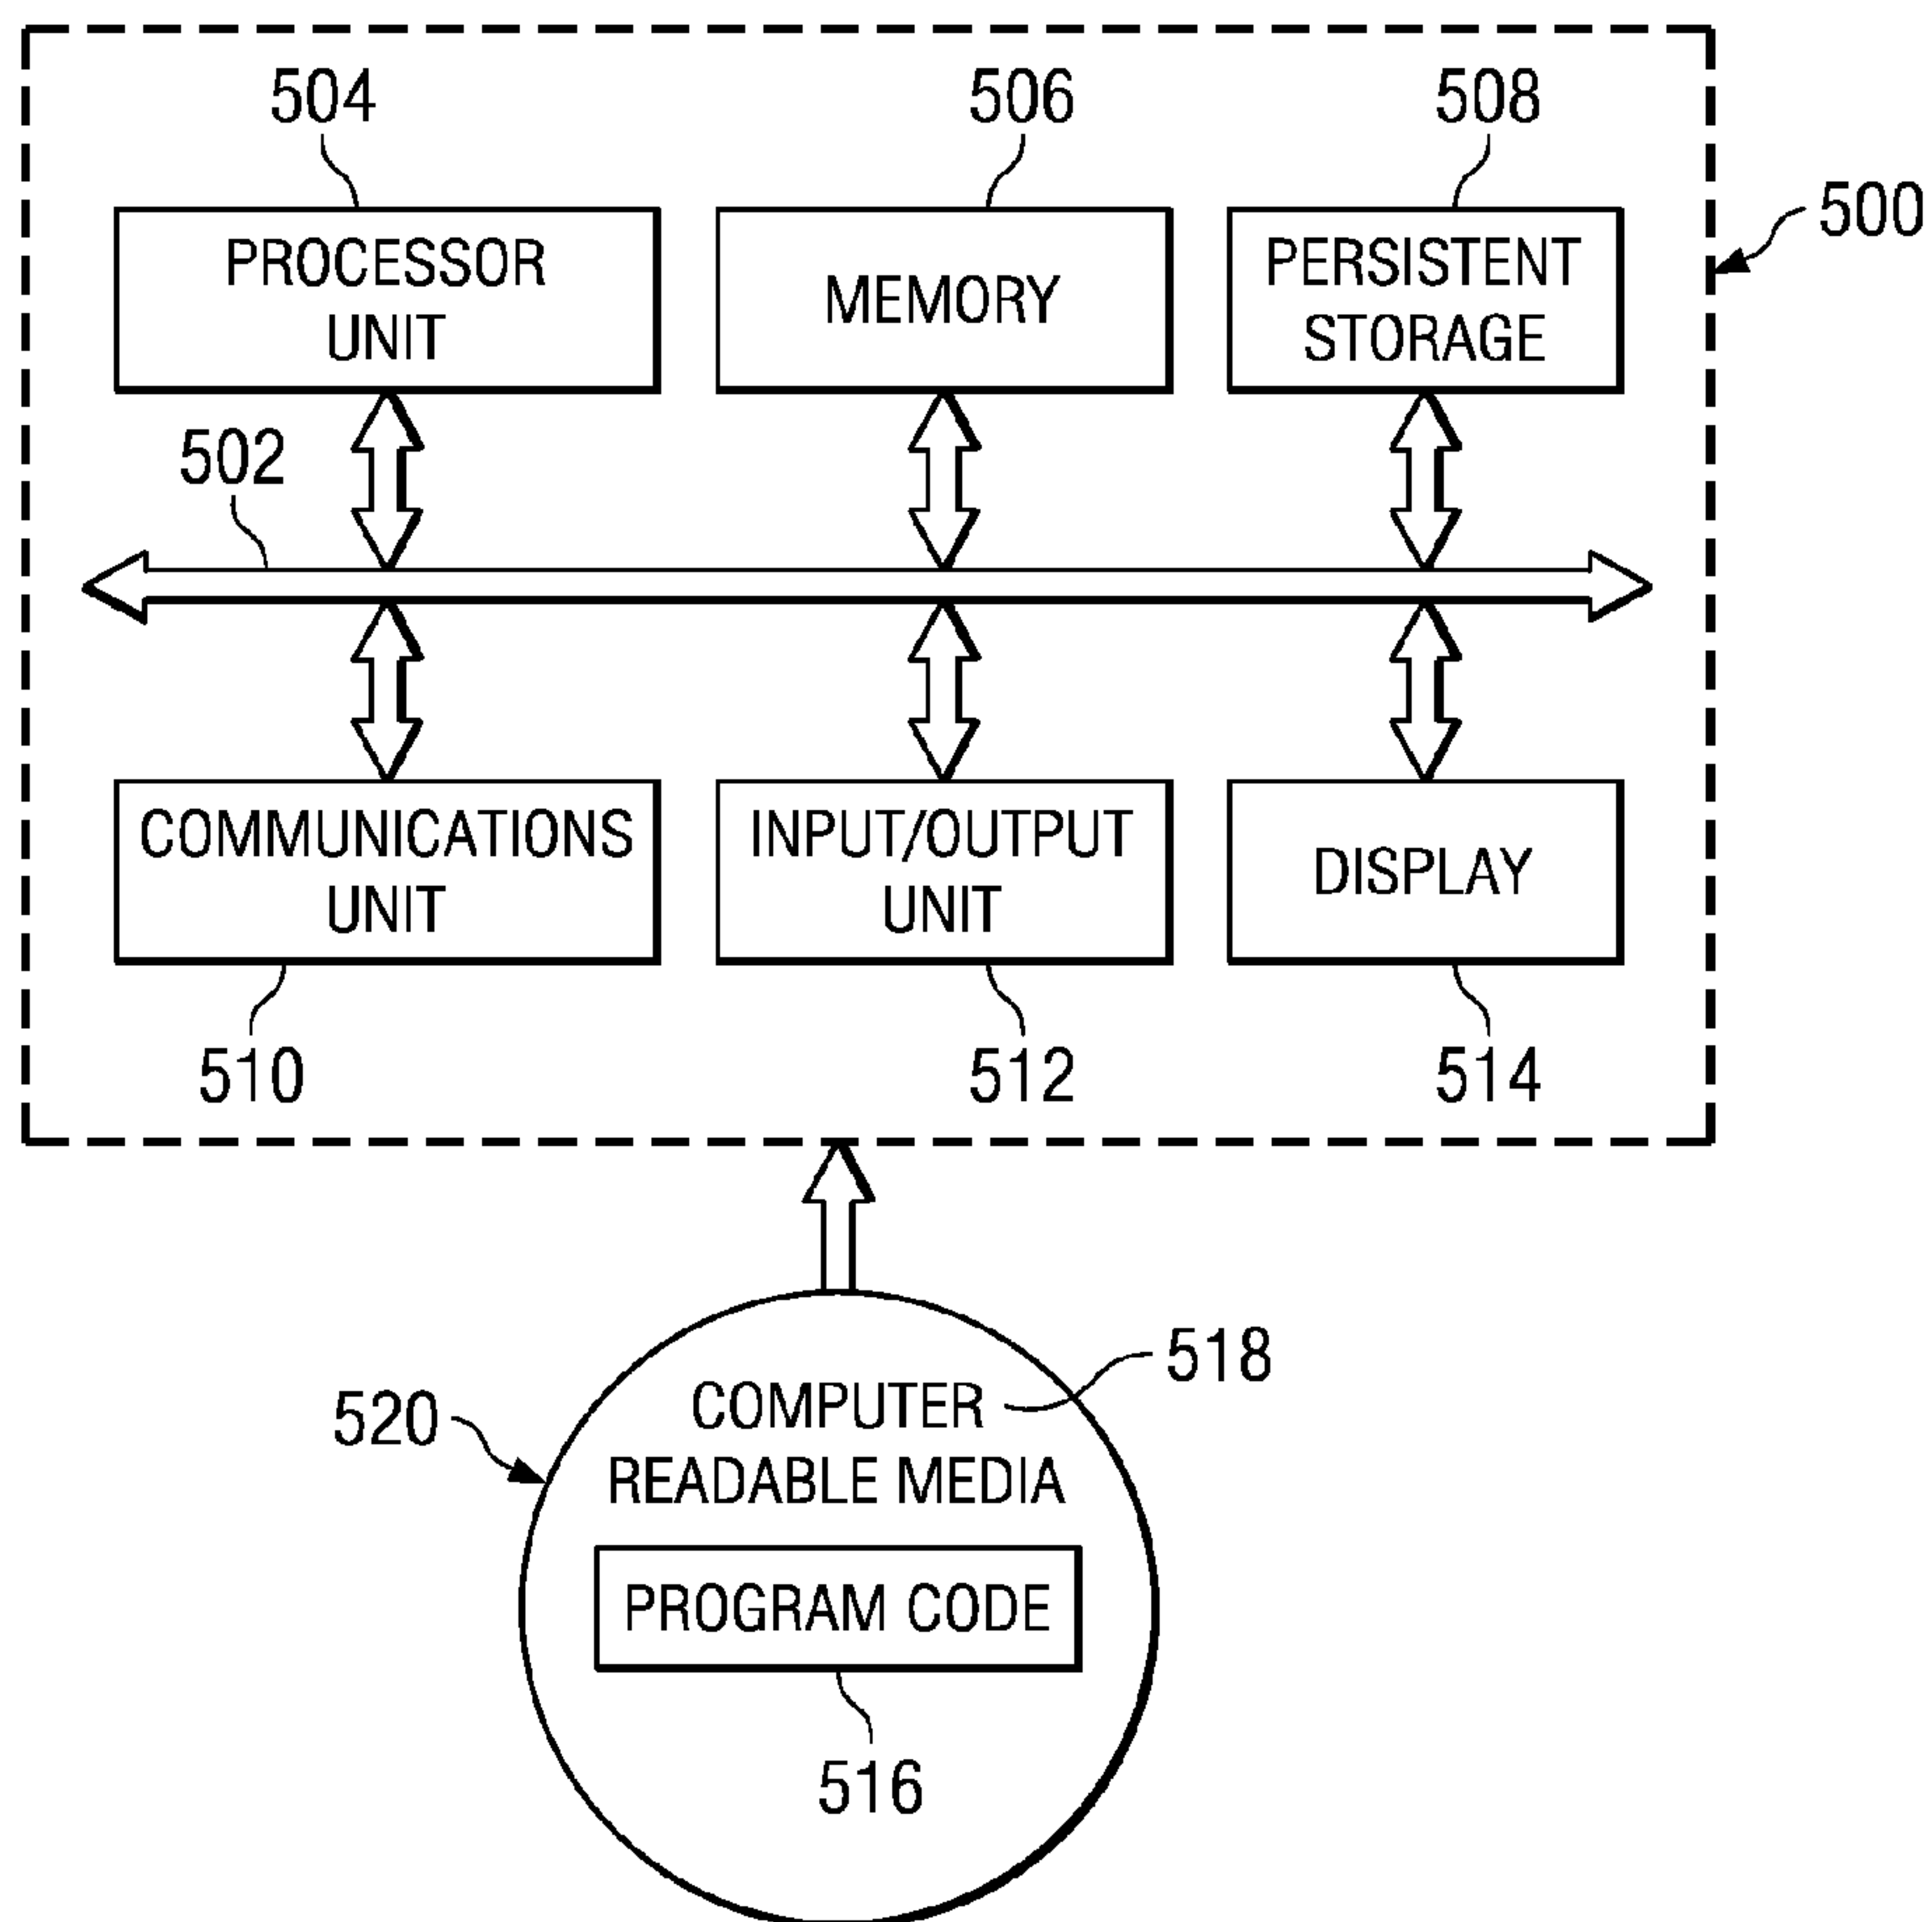 504
506
508
500
PROCESSOR
UNIT
MEMORY
PERSISTENT
STORAGE
502
COMMUNICATIONS
UNIT
INPUT/OUTPUT
UNIT
DISPLAY
510
512
514
518
520
COMPUTER
READABLE MEDIA
PROGRAM CODE
516